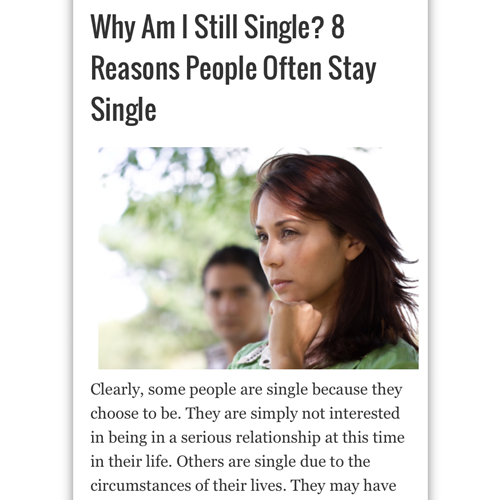 Why Am I Still Single? 8
Reasons People Often Stay
Single
Clearly, some people are single because they
choose to be. They are simply not interested
in being in a serious relationship at this time
in their life. Others are single due to the
circumstances of their lives. They may have